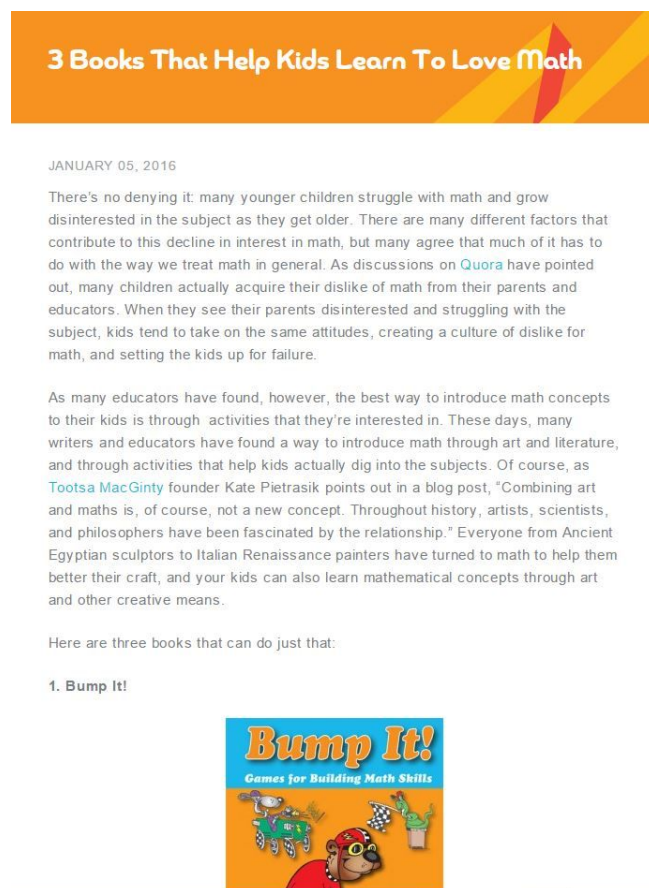 3 Books That Help Kids Learn To Love Math
JANUARY 05, 2016
There's no denying it: many younger children struggle with math and grow
disinterested in the subject as they get older. There are many different factors that
contribute to this decline in interest in math, but many agree that much of it has to
do with the way we treat math in general. As discussions on Quora have pointed
out, many children actually acquire their dislike of math from their parents and
educators. When they see their parents disinterested and struggling with the
subject, kids tend to take on the same attitudes, creating a culture of dislike for
math, and setting the kids up for failure.
As many educators have found, however, the best way to introduce math concepts
to their kids is through  activities that they're interested in. These days, many
writers and educators have found a way to introduce math through art and literature,
and through activities that help kids actually dig into the subjects. Of course, as
Tootsa MacGinty founder Kate Pietrasik points out in a blog post, “Combining art
and maths is, of course, not a new concept. Throughout history, artists, scientists,
and philosophers have been fascinated by the relationship.” Everyone from Ancient
Egyptian sculptors to Italian Renaissance painters have turned to math to help them
better their craft, and your kids can also learn mathematical concepts through art
and other creative means.
Here are three books that can do just that:
1. Bump It!
Bump It!
Games for Building Math Skills